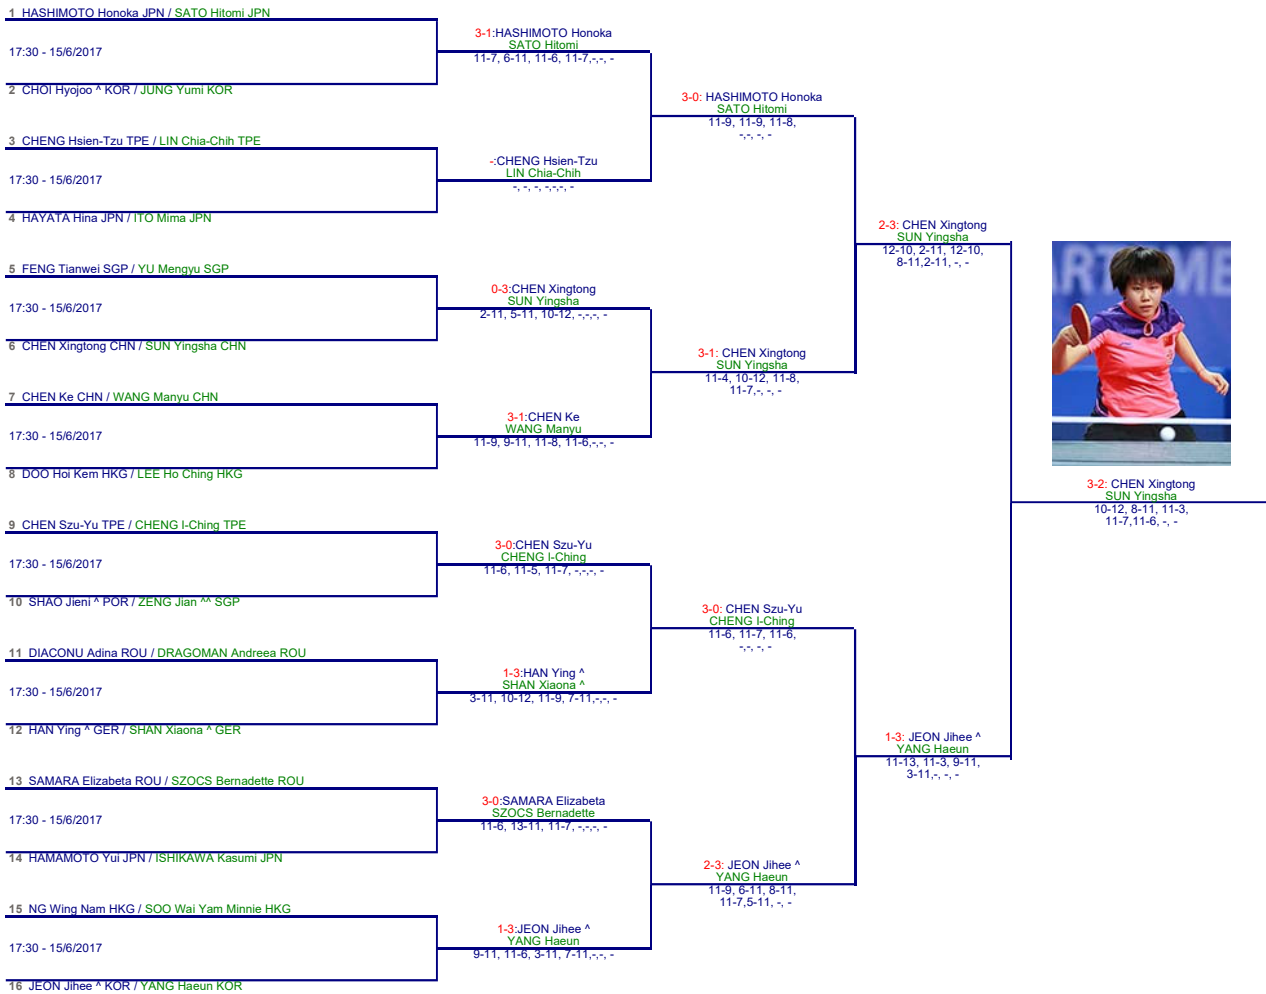 1 HASHIMOTO Honoka JPN / SATO Hitomi JPN
17:30 - 15/6/2017
2 CHOI Hyojoo ^ KOR / JUNG Yumi KOR
3 CHENG Hsien-Tzu TPE / LIN Chia-Chih TPE
17:30 - 15/6/2017
4 HAYATA Hina JPN / ITO Mima JPN
5 FENG Tianwei SGP / YU Mengyu SGP
17:30 - 15/6/2017
6 CHEN Xingtong CHN / SUN Yingsha CHN
7 CHEN Ke CHN / WANG Manyu CHN
17:30 - 15/6/2017
8 DOO Hoi Kem HKG / LEE Ho Ching HKG
9 CHEN Szu-Yu TPE / CHENG I-Ching TPE
17:30 - 15/6/2017
10 SHAO Jieni ^ POR / ZENG Jian ^^ SGP
11 DIACONU Adina ROU / DRAGOMAN Andreea ROU
17:30 - 15/6/2017
12 HAN Ying ^ GER / SHAN Xiaona ^ GER
13 SAMARA Elizabeta ROU / SZOCS Bernadette ROU
17:30 - 15/6/2017
14 HAMAMOTO Yui JPN / ISHIKAWA Kasumi JPN
15 NG Wing Nam HKG / SOO Wai Yam Minnie HKG
17:30 - 15/6/2017
16 JEON Jihee ^ KOR / YANG Haeun KOR
3-1:HASHIMOTO Honoka
SATO Hitomi
11-7, 6-11, 11-6, 11-7,-,-, -
-:CHENG Hsien-Tzu
LIN Chia-Chih
-, -, -, -,-,-, -
0-3:CHEN Xingtong
SUN Yingsha
2-11, 5-11, 10-12, -,-,-, -
3-1:CHEN Ke
WANG Manyu
11-9, 9-11, 11-8, 11-6,-,-, -
3-0:CHEN Szu-Yu
CHENG I-Ching
11-6, 11-5, 11-7, -,-,-, -
1-3:HAN Ying ^
SHAN Xiaona ^
3-11, 10-12, 11-9, 7-11,-,-, -
3-0:SAMARA Elizabeta
SZOCS Bernadette
11-6, 13-11, 11-7, -,-,-, -
1-3:JEON Jihee ^
YANG Haeun
9-11, 11-6, 3-11, 7-11,-,-, -
3-0: HASHIMOTO Honoka
SATO Hitomi
11-9, 11-9, 11-8,
-,-, -, -
3-1: CHEN Xingtong
SUN Yingsha
11-4, 10-12, 11-8,
11-7,-, -, -
3-0: CHEN Szu-Yu
CHENG I-Ching
11-6, 11-7, 11-6,
-,-, -, -
2-3: JEON Jihee ^
YANG Haeun
11-9, 6-11, 8-11,
11-7,5-11, -, -
2-3: CHEN Xingtong
SUN Yingsha
12-10, 2-11, 12-10,
8-11,2-11, -, -
1-3: JEON Jihee ^
YANG Haeun
11-13, 11-3, 9-11,
3-11,-, -, -
3-2: CHEN Xingtong
SUN Yingsha
10-12, 8-11, 11-3,
11-7,11-6, -, -